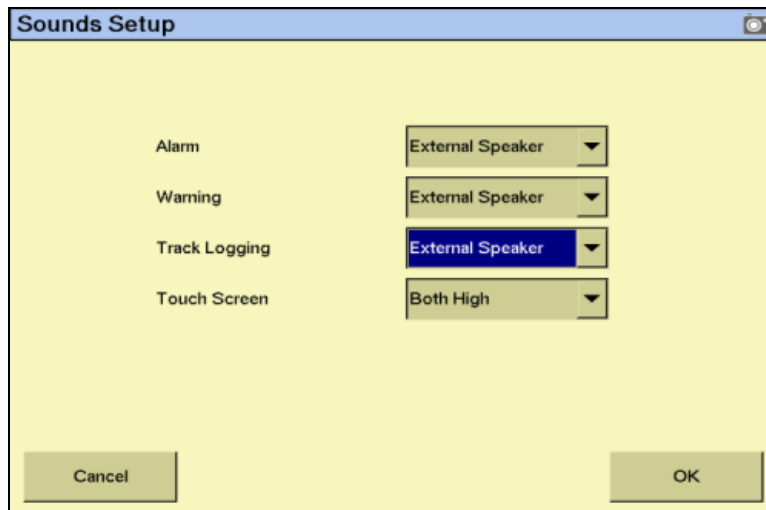 Sounds Setup
Alarm External Speaker
Warning External Speaker
Track Logging External Speaker
Touch Screen Both High
Cancel OK